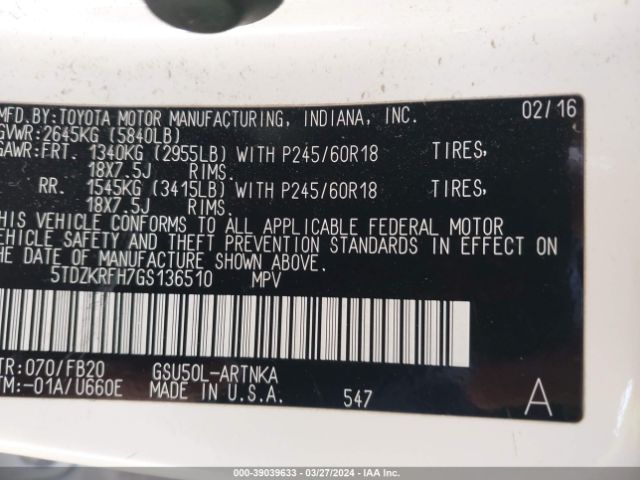 MFD.BY:TOYOTA MOTOR MANUFACTURING, INDIANA, INC. 02/16
GVWR:2645KG (5840LB)
GAWR:FRT. 1340KG (2955LB) WITH P245/60R18 TIRES,
18X7.5J RIMS.
RR. 1545KG (3415LB) WITH P245/60R18 TIRES,
18X7.5J RIMS.
THIS VEHICLE CONFORMS TO ALL APPLICABLE FEDERAL MOTOR
VEHICLE SAFETY AND THEFT PREVENTION STANDARDS IN EFFECT ON
THE DATE OF MANUFACTURE SHOWN ABOVE.
5TDZKRFH7GS136510 MPV
TR:070/FB20 GSU50L-ARTNKA
TM:-01A/U660E MADE IN U.S.A. 547 A
000-39039633 - 03/27/2024 - IAA Inc.